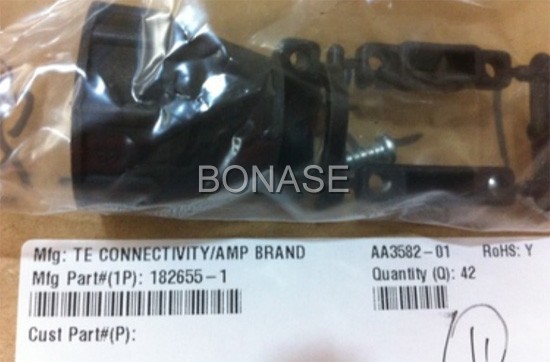 BONASE
Mfg: TE CONNECTIVITY/AMP BRAND AA3582-01 RoHS: Y
Mfg Part#(1P): 182655-1 Quantity (Q): 42
Cust Part#(P):